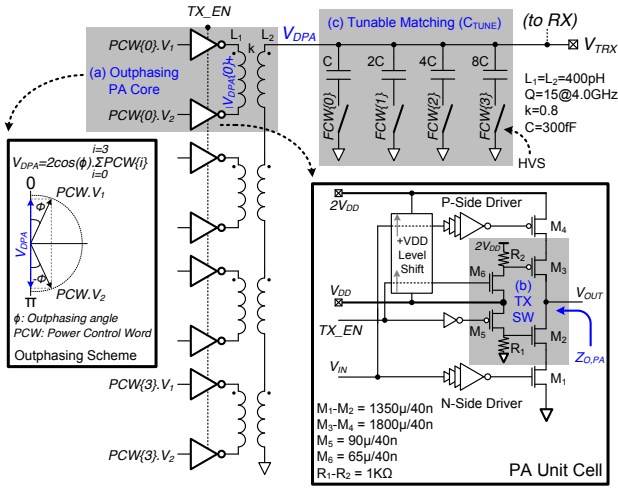 TX_EN
L₁ L₂
k
V_DPA
(c) Tunable Matching (C_TUNE)
(to RX)
V_TRX
PCW{0}.V₁
(a) Outphasing
PA Core
PCW{0}.V₂
|V_DPA{0}+
C 2C 4C 8C
FCW{0} FCW{1} FCW{2} FCW{3}
L₁=L₂=400pH
Q=15@4.0GHz
k=0.8
C=300fF
HVS
V_DPA=2cos(ϕ).ΣPCW{i}
i=3
i=0
0
PCW.V₁
ϕ
V_DPA
-ϕ
π
PCW.V₂
ϕ: Outphasing angle
PCW: Power Control Word
Outphasing Scheme
PCW{3}.V₁
PCW{3}.V₂
2V_DD
P-Side Driver
M₄
+VDD
Level
Shift
2V_DD
R₂
M₃
M₆
(b)
TX
SW
V_DD
V_OUT
TX_EN
M₅
R₁
M₂
Z_O,PA
V_IN
M₁
N-Side Driver
M₁-M₂ = 1350µ/40n
M₃-M₄ = 1800µ/40n
M₅ = 90µ/40n
M₆ = 65µ/40n
R₁-R₂ = 1KΩ
PA Unit Cell